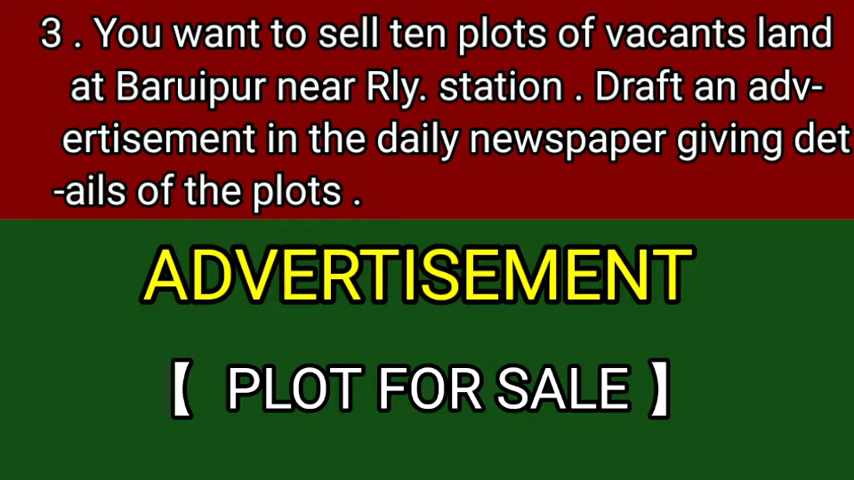 3 . You want to sell ten plots of vacants land
at Baruipur near Rly. station . Draft an adv-
ertisement in the daily newspaper giving det
-ails of the plots .
ADVERTISEMENT
【 PLOT FOR SALE 】